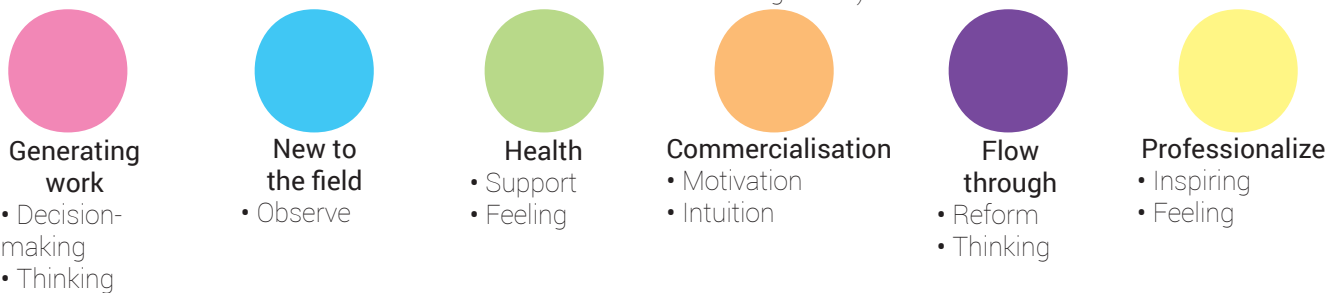 Generating
work
• Decision-
making
• Thinking
New to
the field
• Observe
Health
• Support
• Feeling
Commercialisation
• Motivation
• Intuition
Flow
through
• Reform
• Thinking
Professionalize
• Inspiring
• Feeling